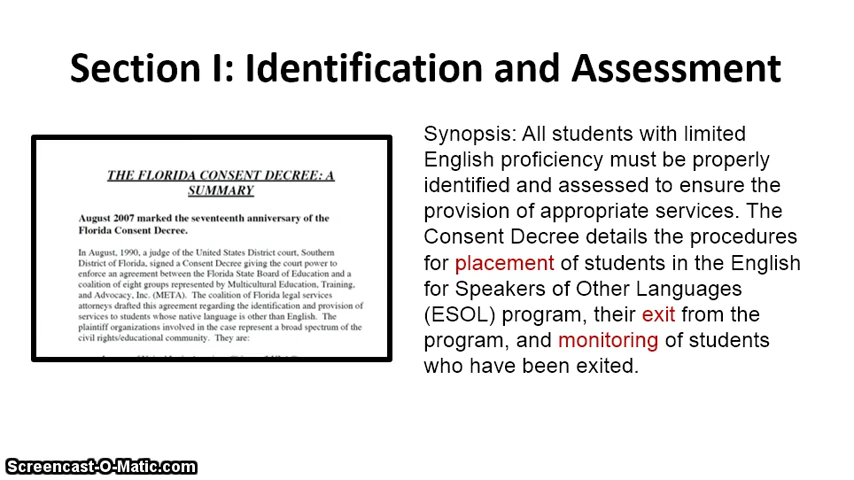 Section I: Identification and Assessment
THE FLORIDA CONSENT DECREE: A
SUMMARY
August 2007 marked the seventeenth anniversary of the
Florida Consent Decree.
In August, 1990, a judge of the United States District court, Southern
District of Florida, signed a Consent Decree giving the court power to
enforce an agreement between the Florida State Board of Education and a
coalition of eight groups represented by Multicultural Education, Training,
and Advocacy, Inc. (META). The coalition of Florida legal services
attorneys drafted this agreement regarding the identification and provision of
services to students whose native language is other than English. The
plaintiff organizations involved in the case represent a broad spectrum of the
civil rights/educational community. They are:
Synopsis: All students with limited
English proficiency must be properly
identified and assessed to ensure the
provision of appropriate services. The
Consent Decree details the procedures
for placement of students in the English
for Speakers of Other Languages
(ESOL) program, their exit from the
program, and monitoring of students
who have been exited.
Screencast-O-Matic.com